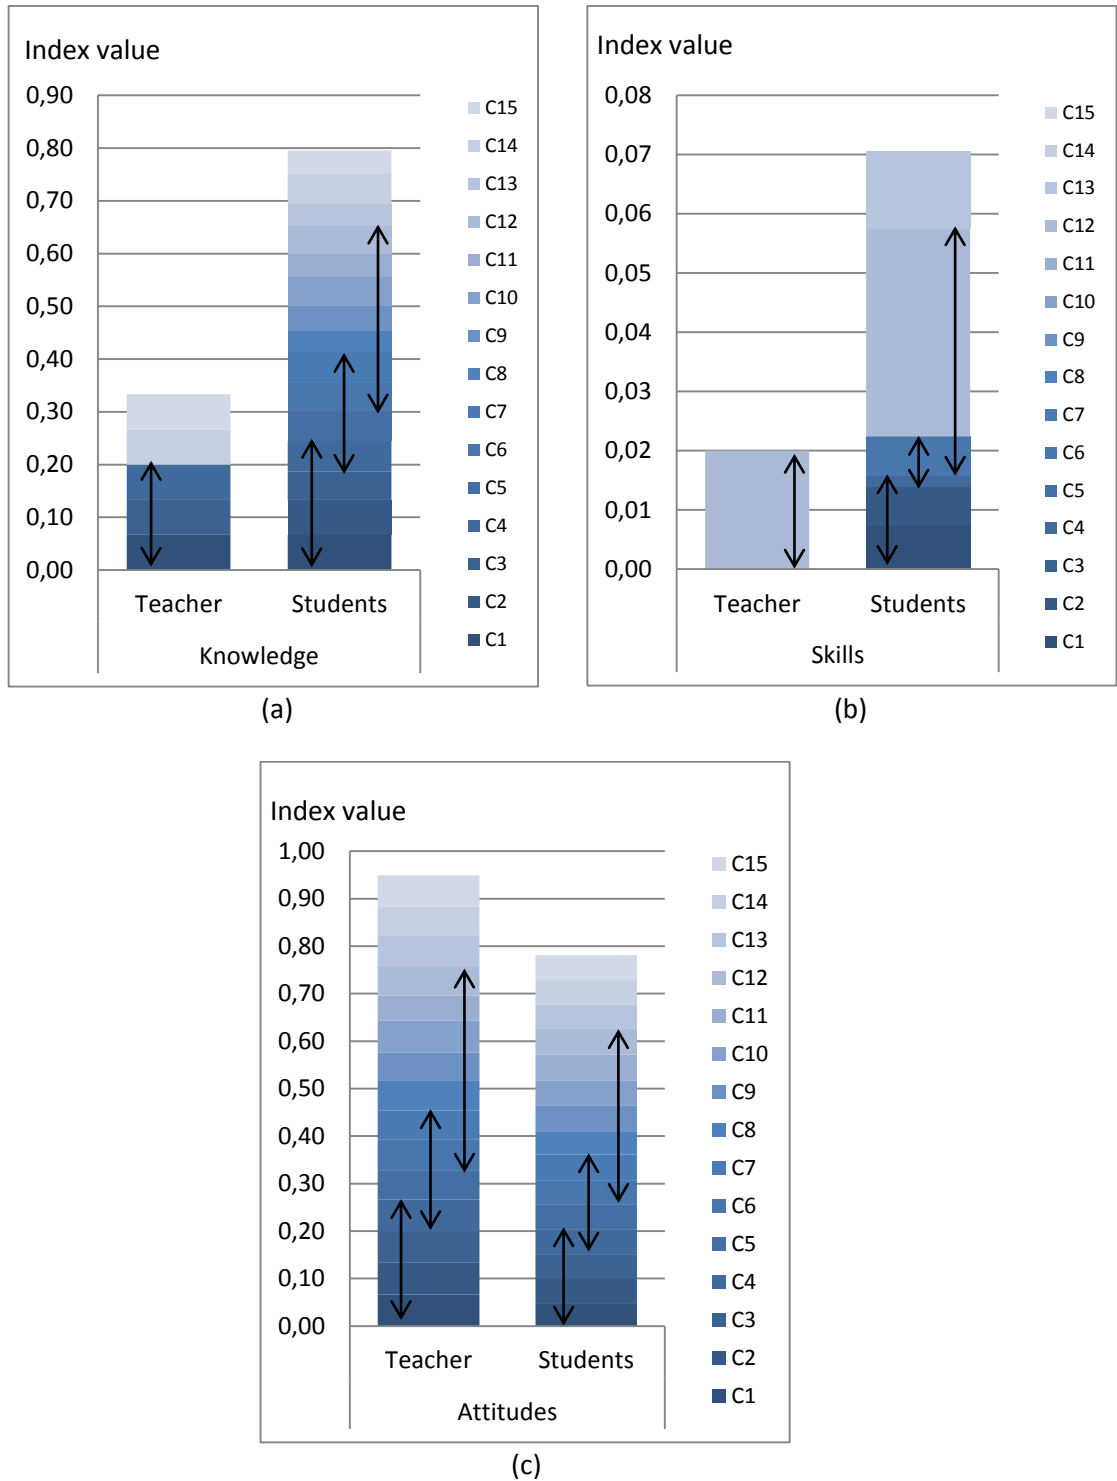 Index value
0,90
0,80
0,70
0,60
0,50
0,40
0,30
0,20
0,10
0,00
Teacher Students
Knowledge
C15
C14
C13
C12
C11
C10
C9
C8
C7
C6
C5
C4
C3
C2
C1
(a)
Index value
0,08
0,07
0,06
0,05
0,04
0,03
0,02
0,01
0,00
Teacher Students
Skills
C15
C14
C13
C12
C11
C10
C9
C8
C7
C6
C5
C4
C3
C2
C1
(b)
Index value
1,00
0,90
0,80
0,70
0,60
0,50
0,40
0,30
0,20
0,10
0,00
Teacher Students
Attitudes
C15
C14
C13
C12
C11
C10
C9
C8
C7
C6
C5
C4
C3
C2
C1
(c)